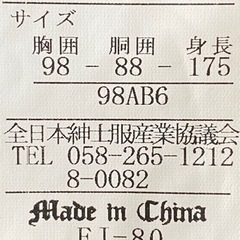 サイズ
胸囲 胴囲 身長
98 - 88 - 175
98AB6
全日本紳士服産業協議会
TEL 058-265-1212
8-0082
Made in China